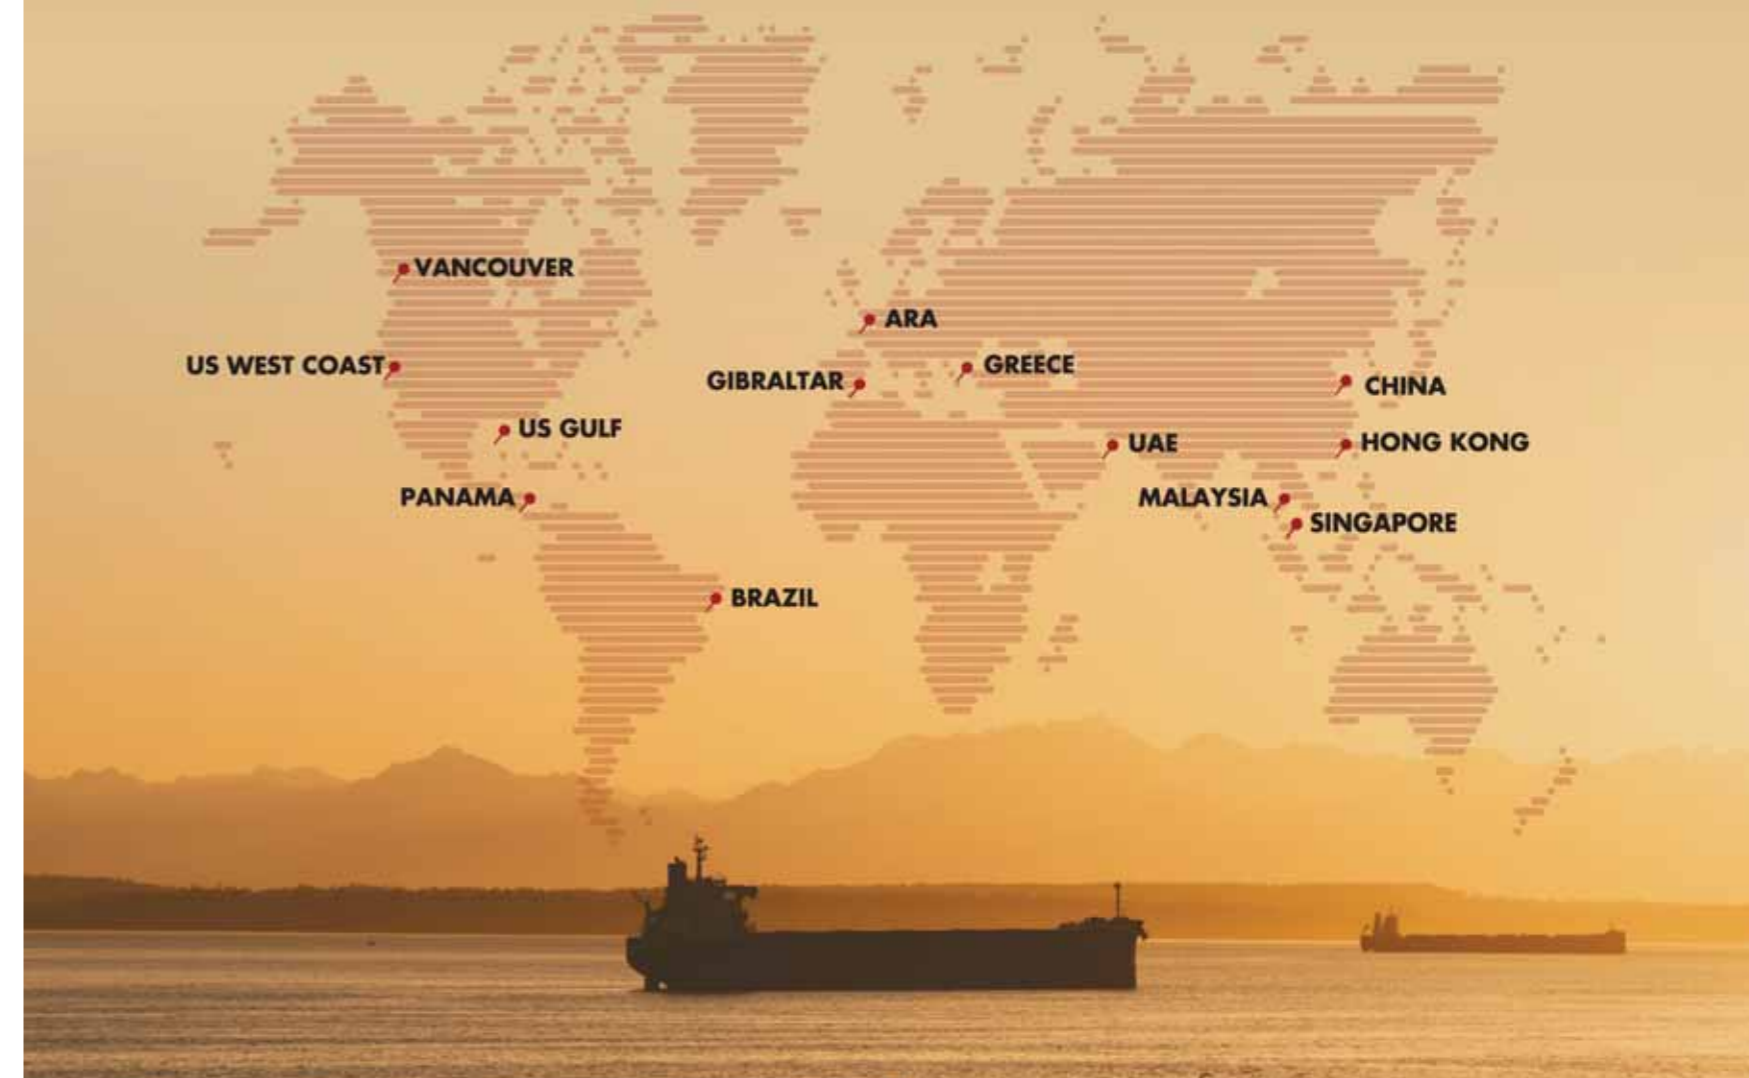 VANCOUVER
ARA
US WEST COAST
GREECE
GIBRALTAR
CHINA
US GULF
UAE
HONG KONG
PANAMA
MALAYSIA
SINGAPORE
BRAZIL